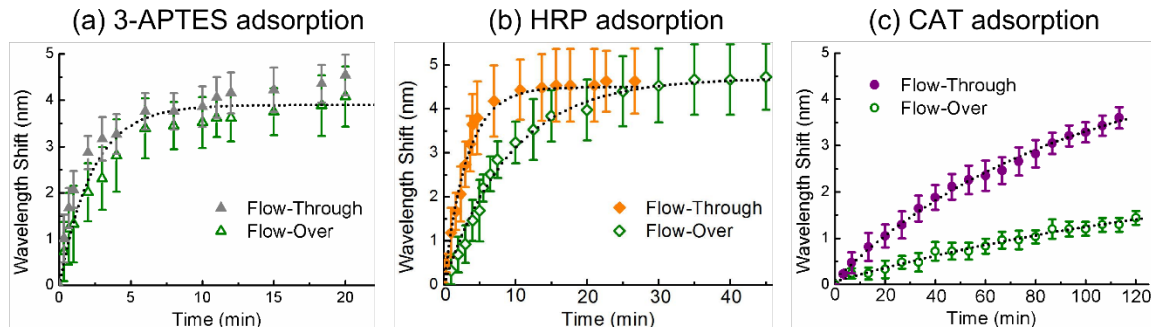 (a) 3-APTES adsorption
5
4
3
2
1
0
Wavelength Shift (nm)
Flow-Through
Flow-Over
0 5 10 15 20
Time (min)
(b) HRP adsorption
5
4
3
2
1
0
Wavelength Shift (nm)
Flow-Through
Flow-Over
0 10 20 30 40
Time (min)
(c) CAT adsorption
5
4
3
2
1
0
Wavelength Shift (nm)
Flow-Through
Flow-Over
0 20 40 60 80 100 120
Time (min)